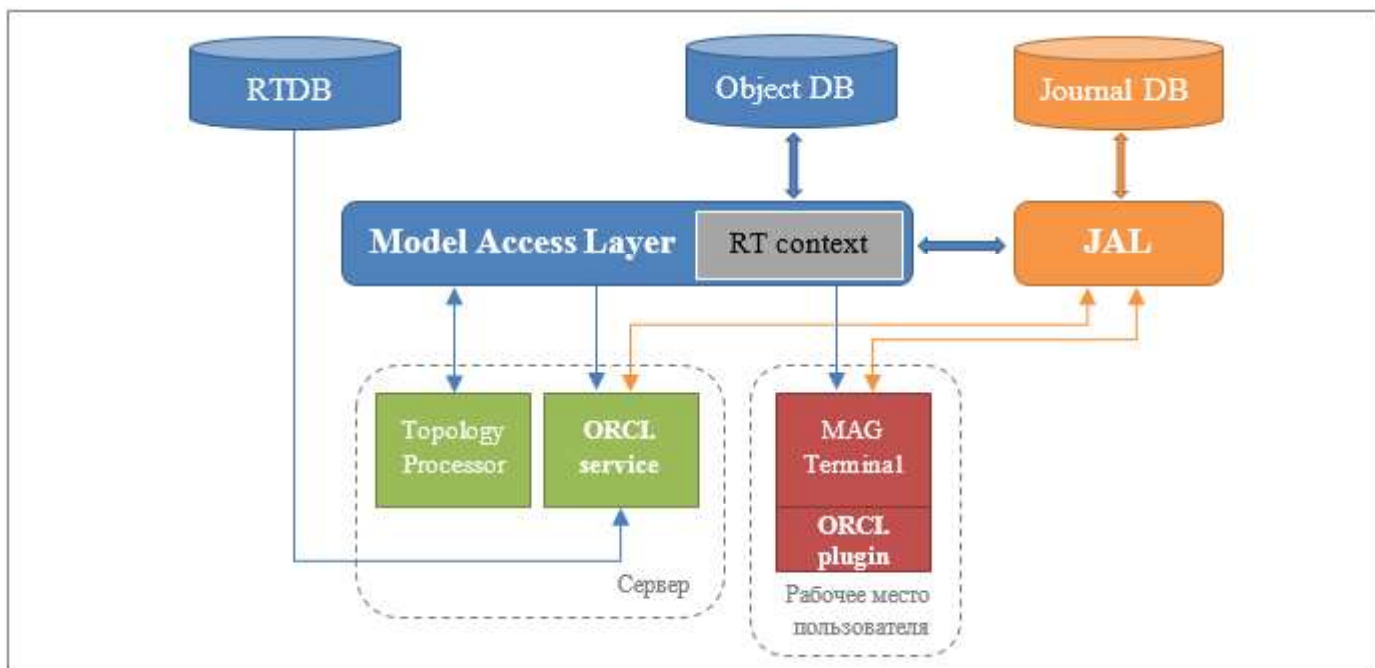 RTDB
Object DB
Journal DB
Model Access Layer
RT context
JAL
Topology
Processor
ORCL
service
MAG
Terminal
ORCL
plugin
Сервер
Рабочее место
пользователя